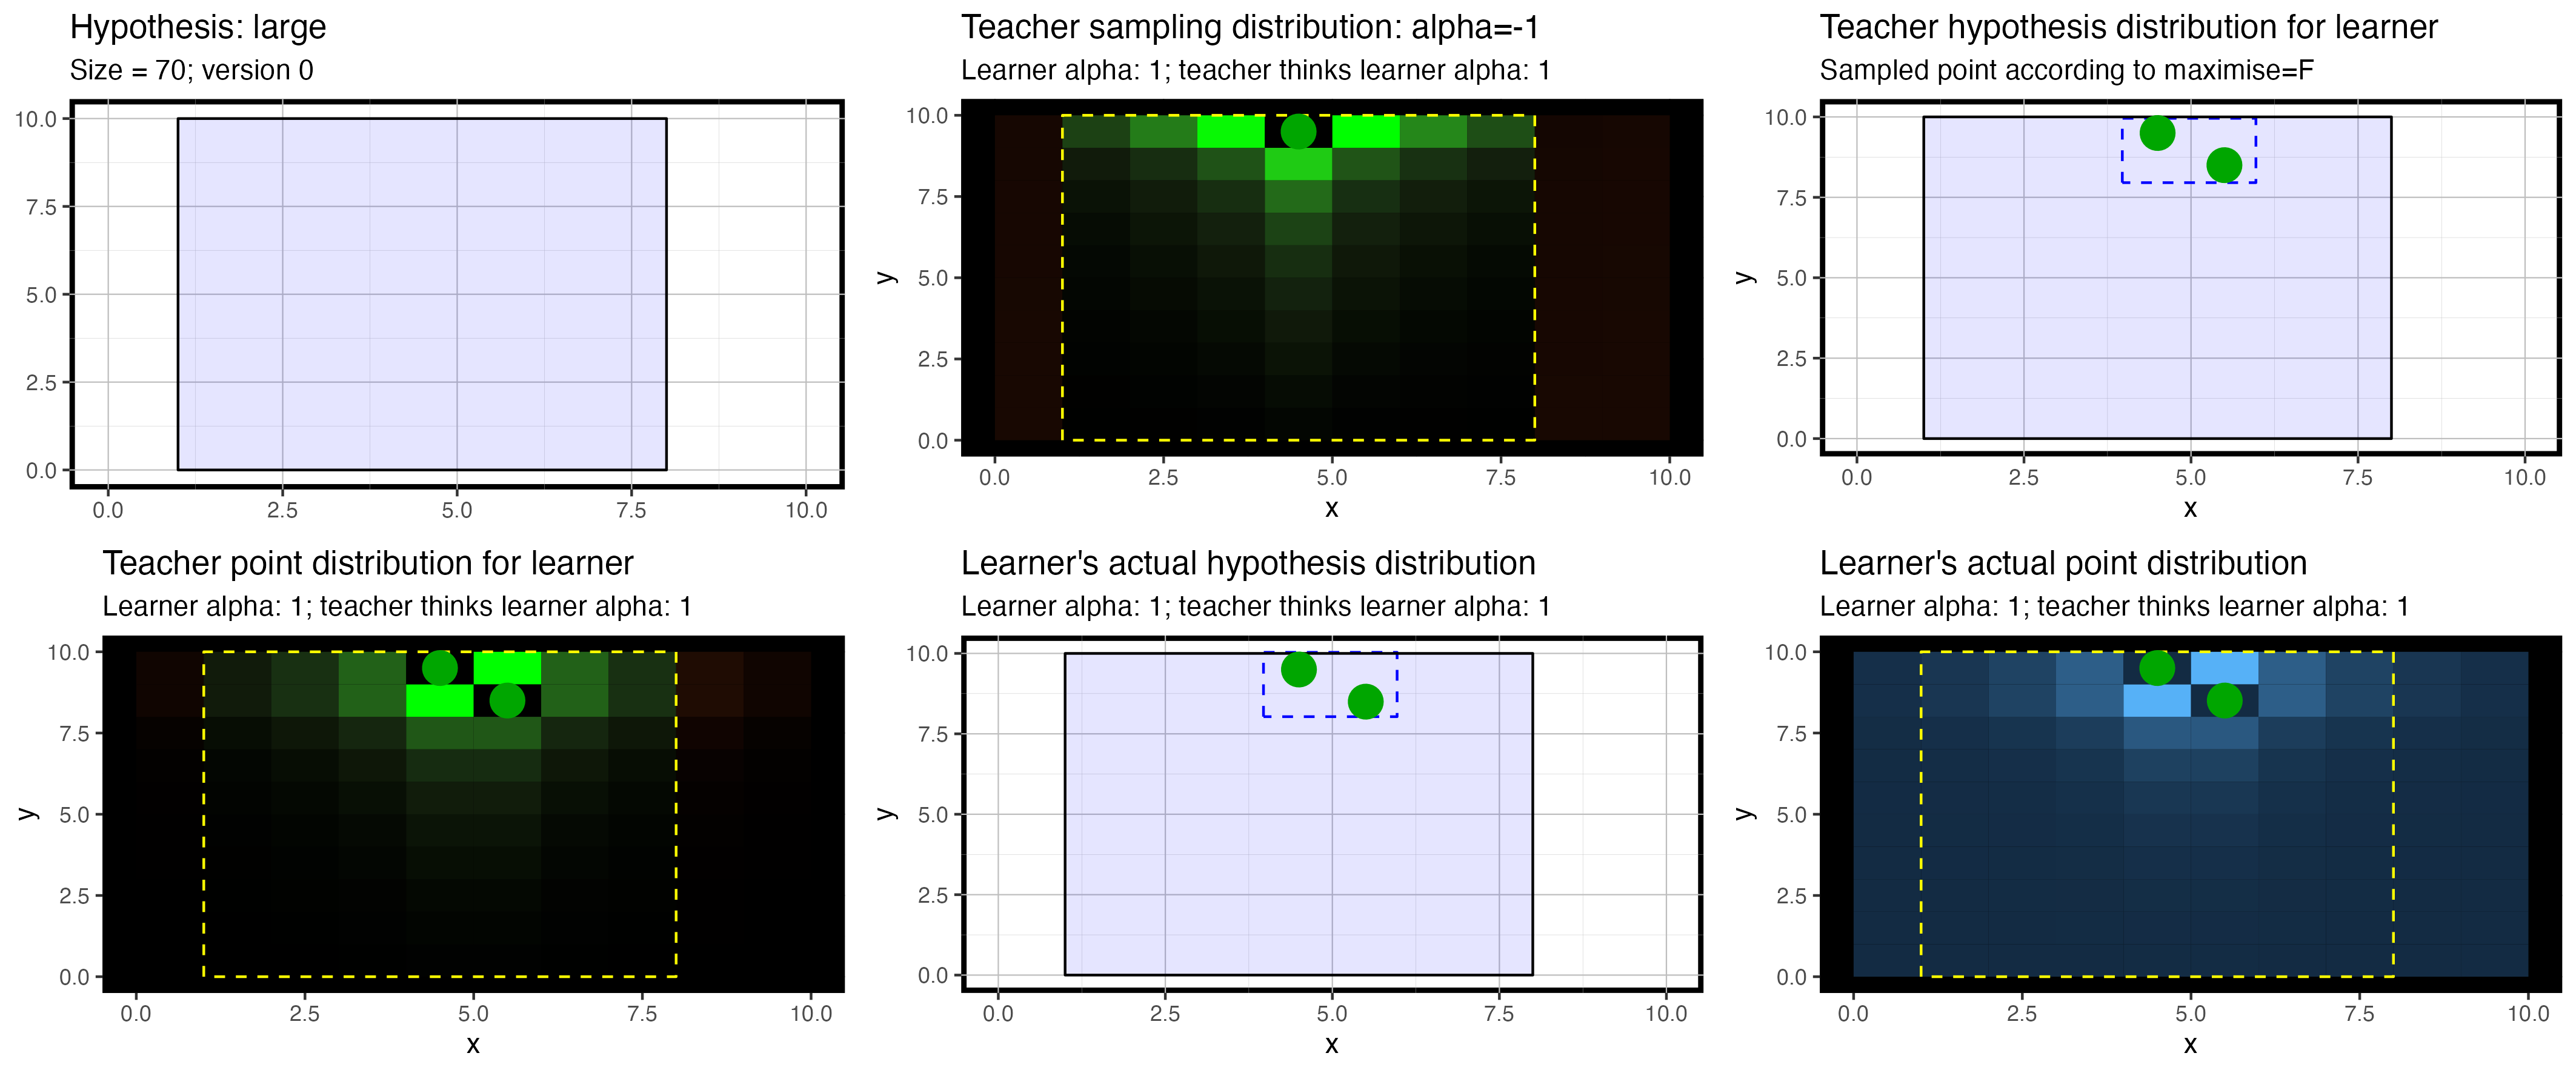 Hypothesis: large
Size = 70; version 0
10.0
7.5
5.0
2.5
0.0
0.0 2.5 5.0 7.5 10.0
Teacher sampling distribution: alpha=-1
Learner alpha: 1; teacher thinks learner alpha: 1
10.0
7.5
5.0
2.5
0.0
y
0.0 2.5 5.0 7.5 10.0
x
Teacher hypothesis distribution for learner
Sampled point according to maximise=F
10.0
7.5
5.0
2.5
0.0
y
0.0 2.5 5.0 7.5 10.0
x
Teacher point distribution for learner
Learner alpha: 1; teacher thinks learner alpha: 1
10.0
7.5
5.0
2.5
0.0
y
0.0 2.5 5.0 7.5 10.0
x
Learner's actual hypothesis distribution
Learner alpha: 1; teacher thinks learner alpha: 1
10.0
7.5
5.0
2.5
0.0
y
0.0 2.5 5.0 7.5 10.0
x
Learner's actual point distribution
Learner alpha: 1; teacher thinks learner alpha: 1
10.0
7.5
5.0
2.5
0.0
y
0.0 2.5 5.0 7.5 10.0
x